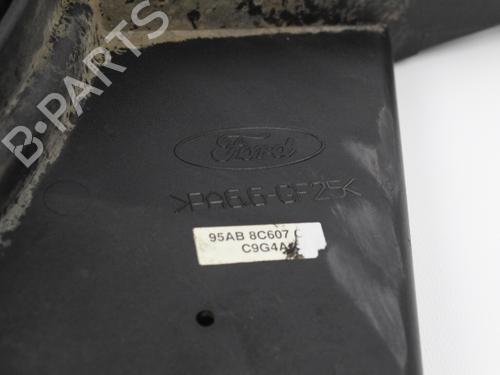 B-PARTS
Ford
>PA6.6-GF25<
95AB 8C607
C9G4A